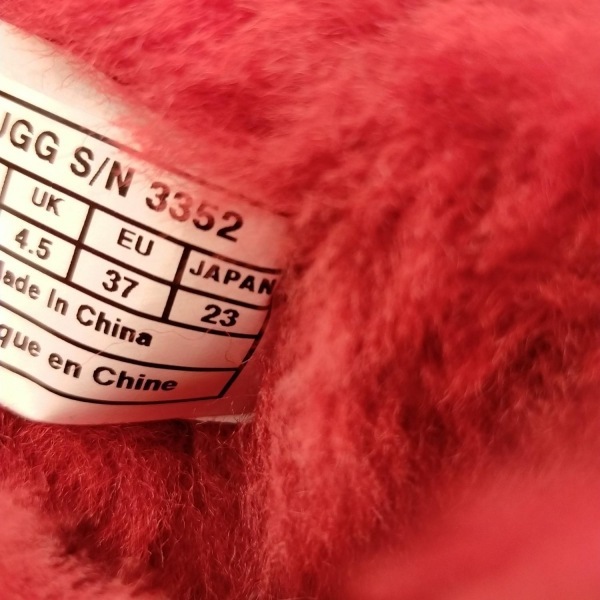 UGG S/N 3352
UK EU JAPAN
4.5 37 23
Made In China
que en Chine